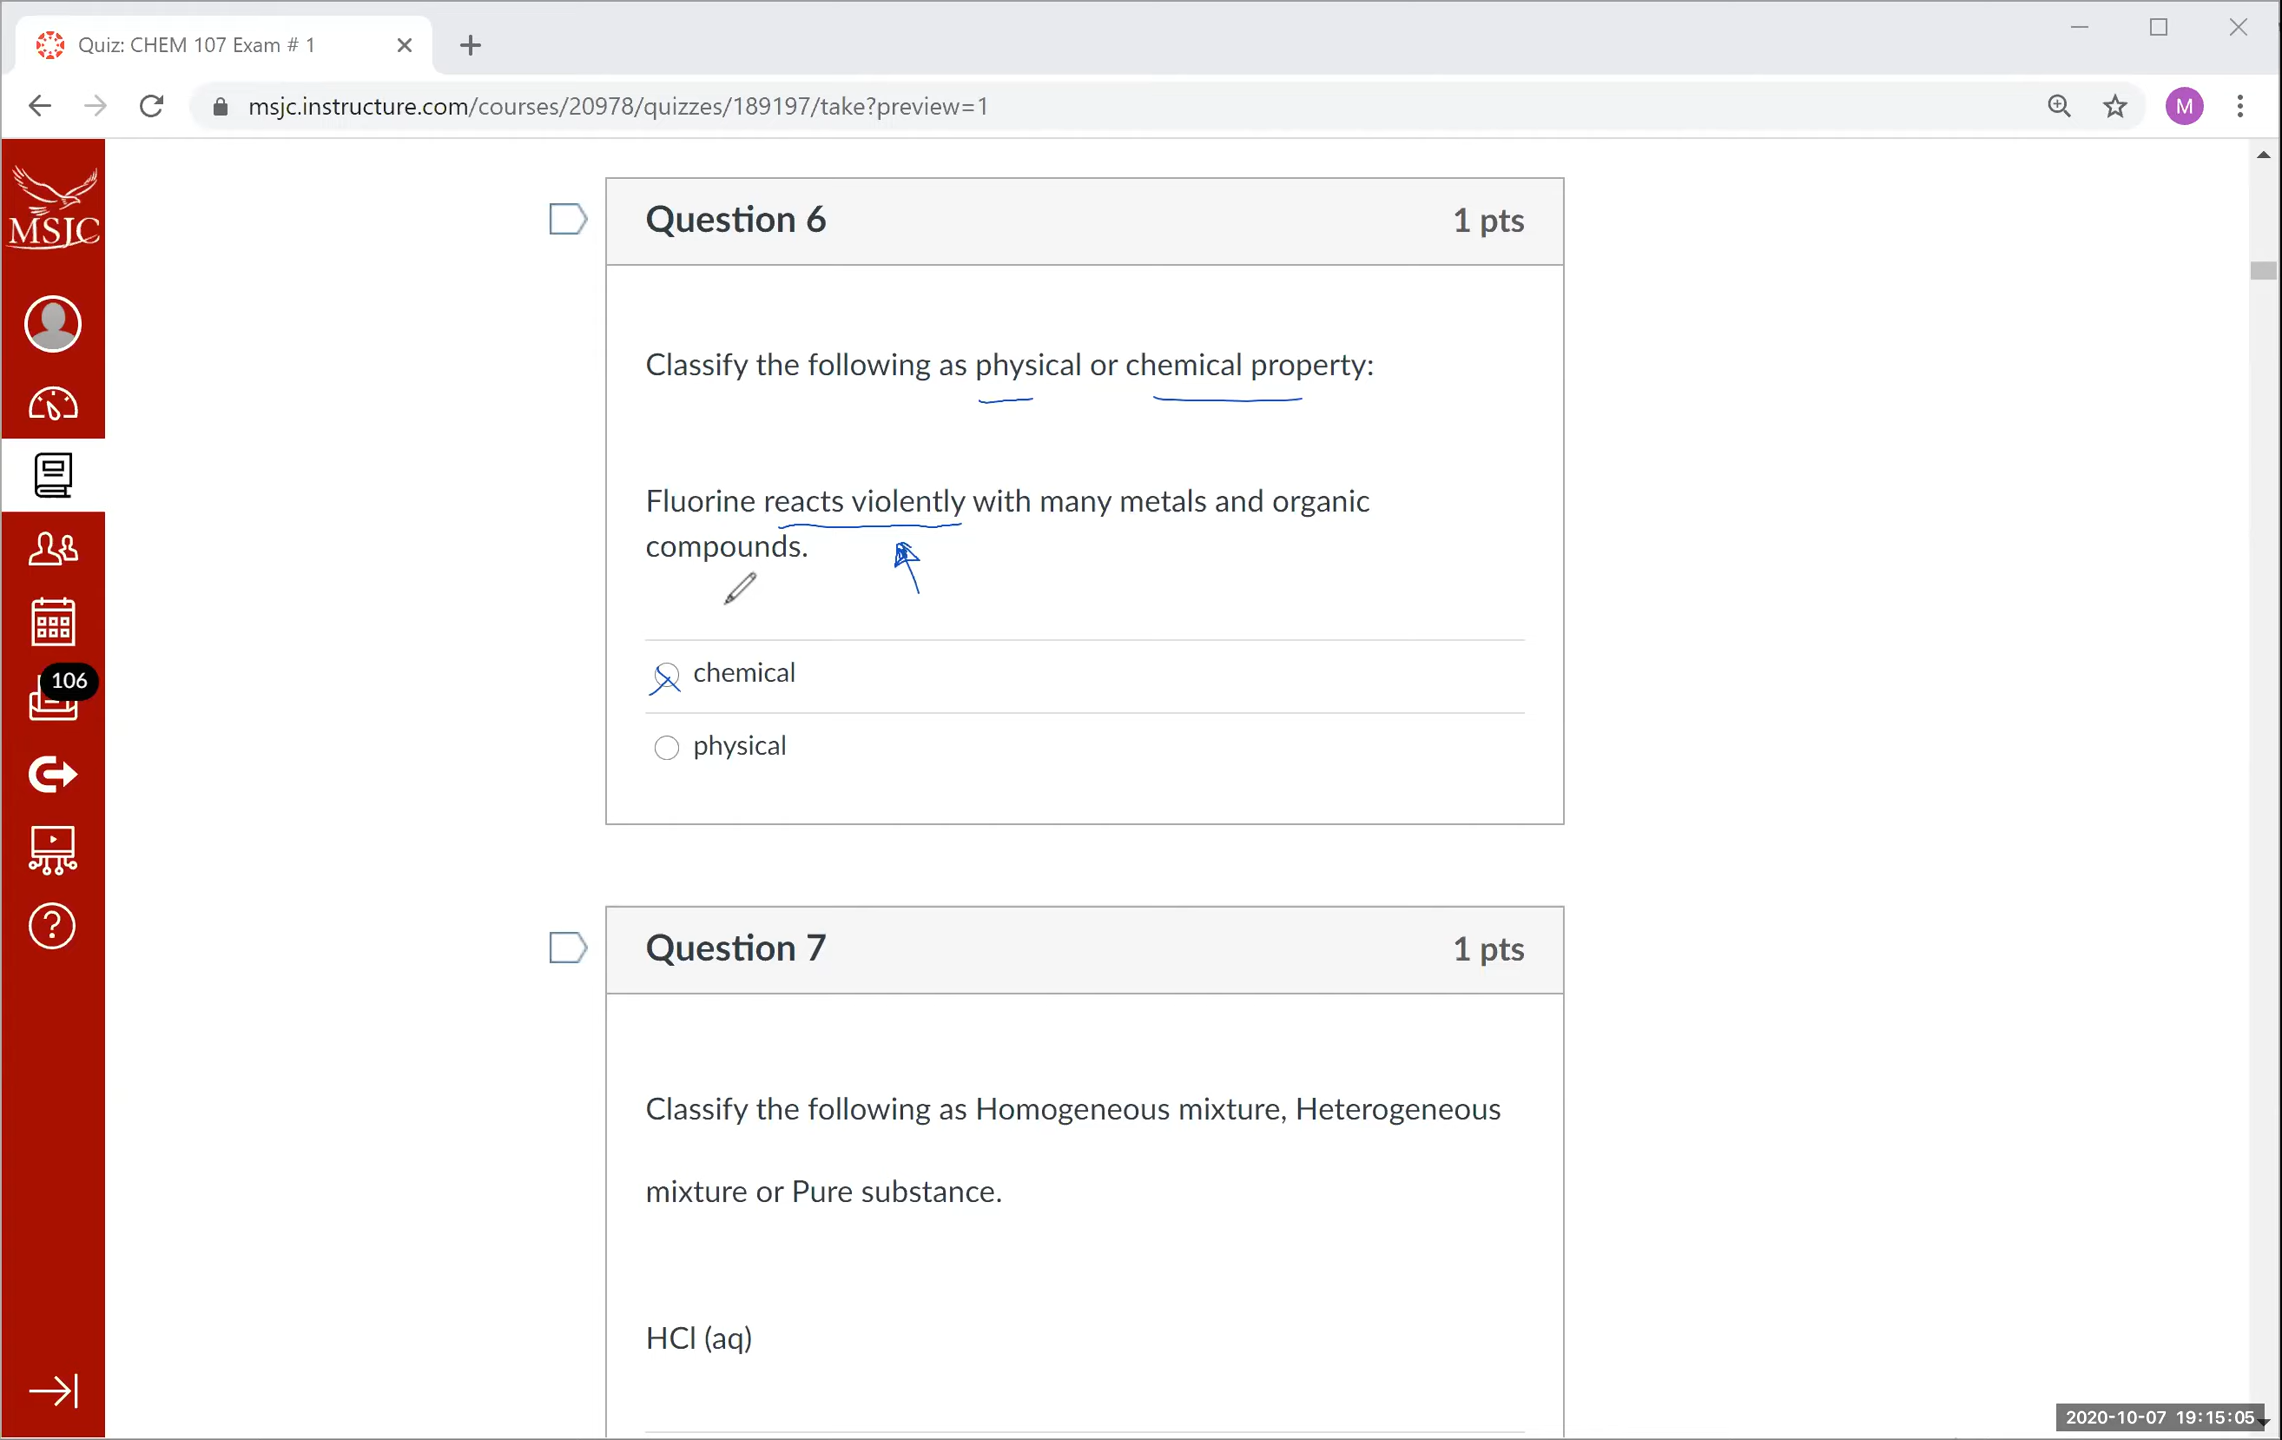 Quiz: CHEM 107 Exam # 1
msjc.instructure.com/courses/20978/quizzes/189197/take?preview=1
M
MSJC
106
Question 6
1 pts
Classify the following as physical or chemical property:
Fluorine reacts violently with many metals and organic
compounds.
chemical
physical
Question 7
1 pts
Classify the following as Homogeneous mixture, Heterogeneous
mixture or Pure substance.
HCl (aq)
2020-10-07 19:15:05